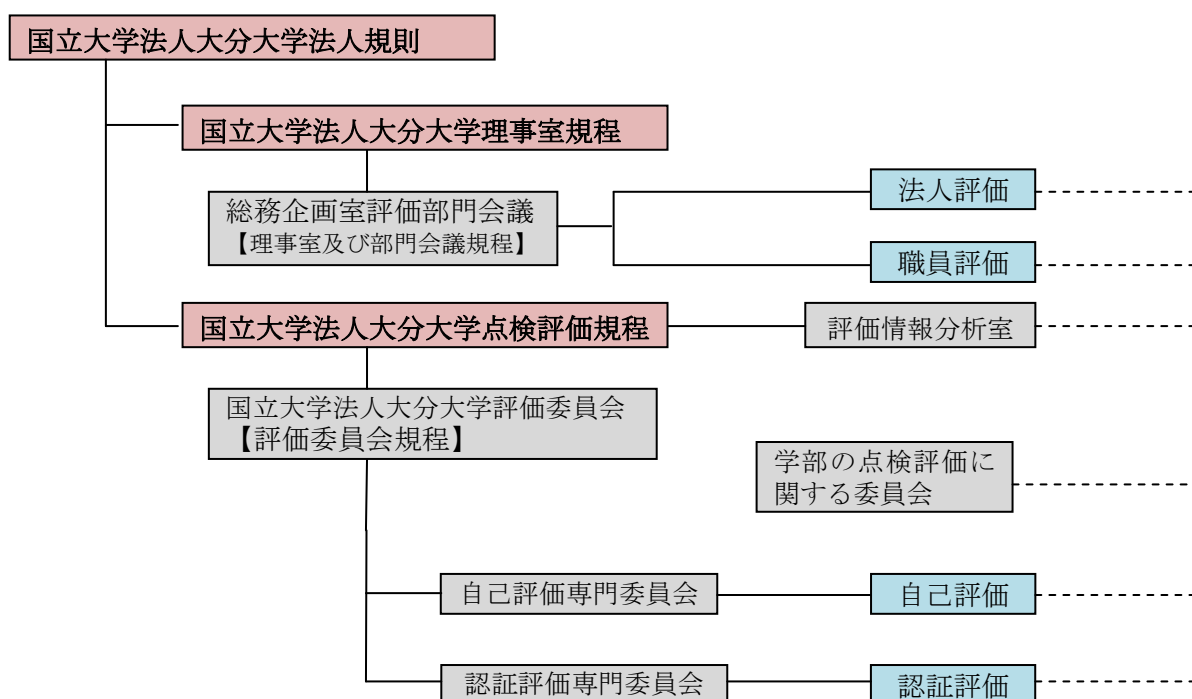 国立大学法人大分大学法人規則
国立大学法人大分大学理事室規程
総務企画室評価部門会議
【理事室及び部門会議規程】
法人評価
職員評価
国立大学法人大分大学点検評価規程
評価情報分析室
国立大学法人大分大学評価委員会
【評価委員会規程】
学部の点検評価に
関する委員会
自己評価専門委員会
自己評価
認証評価専門委員会
認証評価